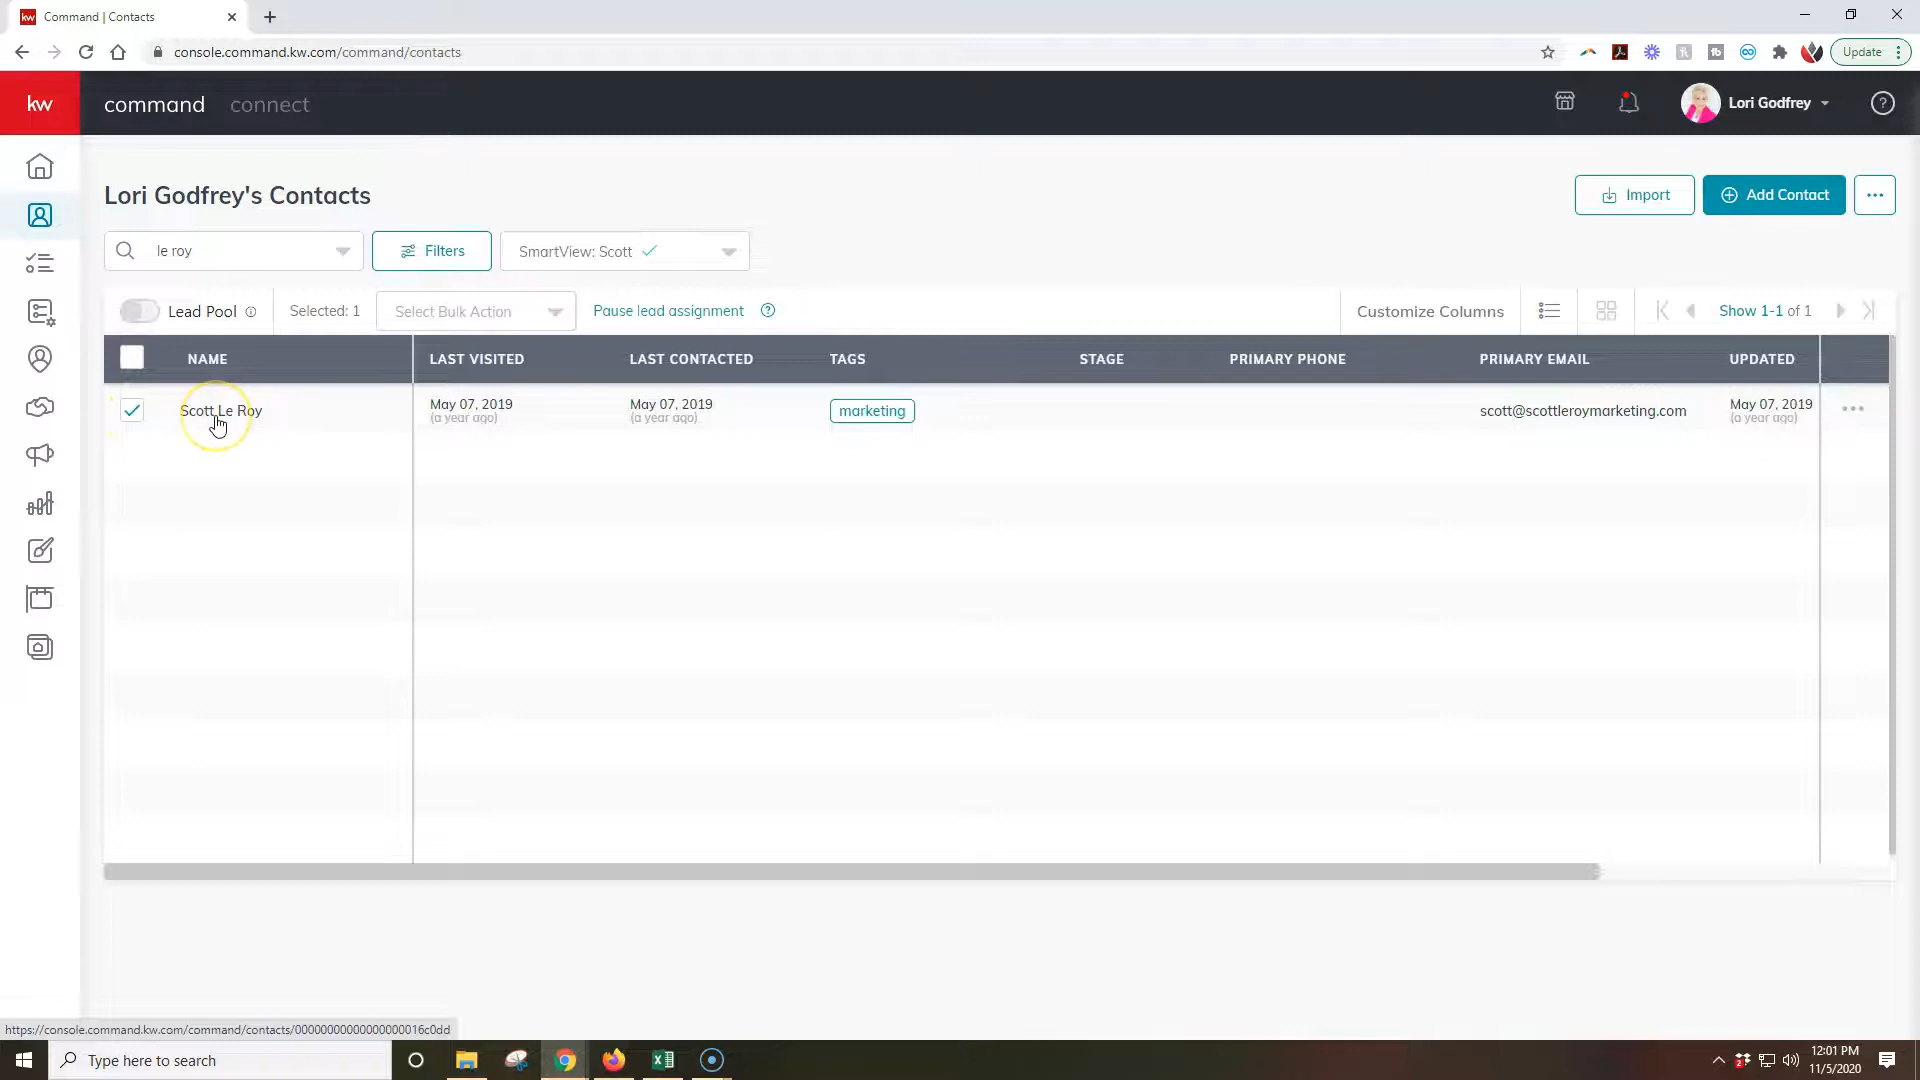 kw
Command | Contacts
console.command.kw.com/command/contacts
Update
kw
command
connect
Lori Godfrey
Lori Godfrey's Contacts
Import
Add Contact
le roy
Filters
SmartView: Scott
Lead Pool
Selected: 1
Select Bulk Action
Pause lead assignment
Customize Columns
Show 1-1 of 1
NAME
LAST VISITED
LAST CONTACTED
TAGS
STAGE
PRIMARY PHONE
PRIMARY EMAIL
UPDATED
Scott Le Roy
May 07, 2019
(a year ago)
May 07, 2019
(a year ago)
marketing
scott@scottleroymarketing.com
May 07, 2019
(a year ago)
https://console.command.kw.com/command/contacts/00000000000000000016c0dd
Type here to search
12:01 PM
11/5/2020